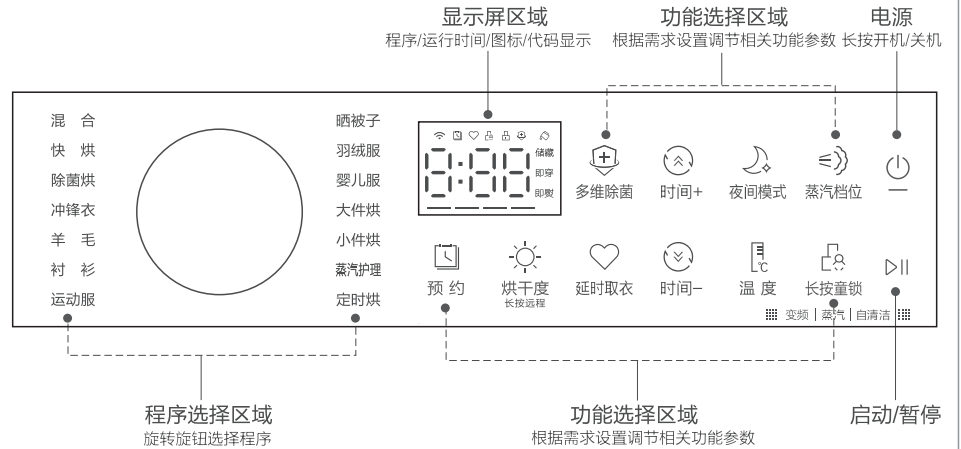 显示屏区域
程序/运行时间/图标/代码显示
功能选择区域
根据需求设置调节相关功能参数
电源
长按开机/关机
混 合
快 烘
除菌烘
冲锋衣
羊 毛
衬 衫
运动服
晒被子
羽绒服
婴儿服
大件烘
小件烘
蒸汽护理
定时烘
8:88
储藏
即穿
即熨
多维除菌
时间+
夜间模式
蒸汽档位
预 约
烘干度
长按远程
延时取衣
时间-
℃
温 度
长按童锁
变频 | 蒸汽 | 自清洁
程序选择区域
旋转旋钮选择程序
功能选择区域
根据需求设置调节相关功能参数
启动/暂停